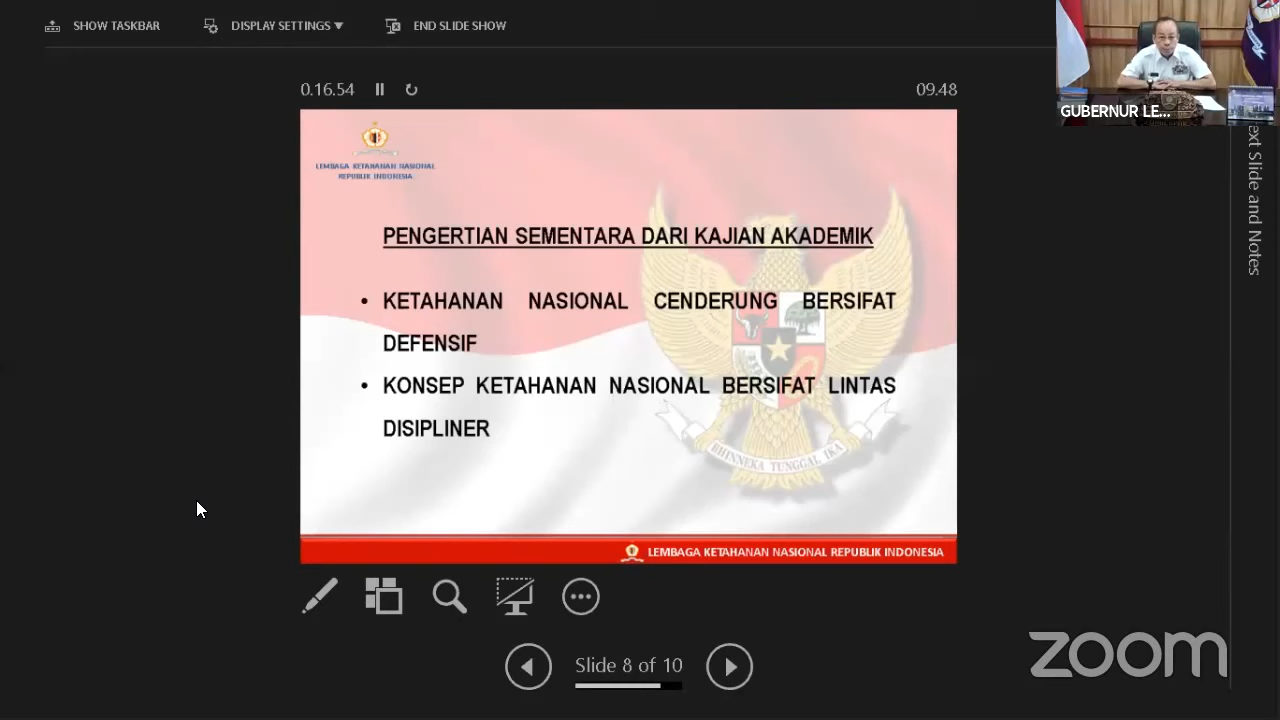 SHOW TASKBAR
DISPLAY SETTINGS ▼
END SLIDE SHOW
GUBERNUR LE...
0.16.54
09.48
LEMBAGA KETAHANAN NASIONAL
REPUBLIK INDONESIA
PENGERTIAN SEMENTARA DARI KAJIAN AKADEMIK
• KETAHANAN NASIONAL CENDERUNG BERSIFAT
DEFENSIF
• KONSEP KETAHANAN NASIONAL BERSIFAT LINTAS
DISIPLINER
BHINNEKA TUNGGAL IKA
LEMBAGA KETAHANAN NASIONAL REPUBLIK INDONESIA
Slide 8 of 10
ext Slide and Notes
zoom